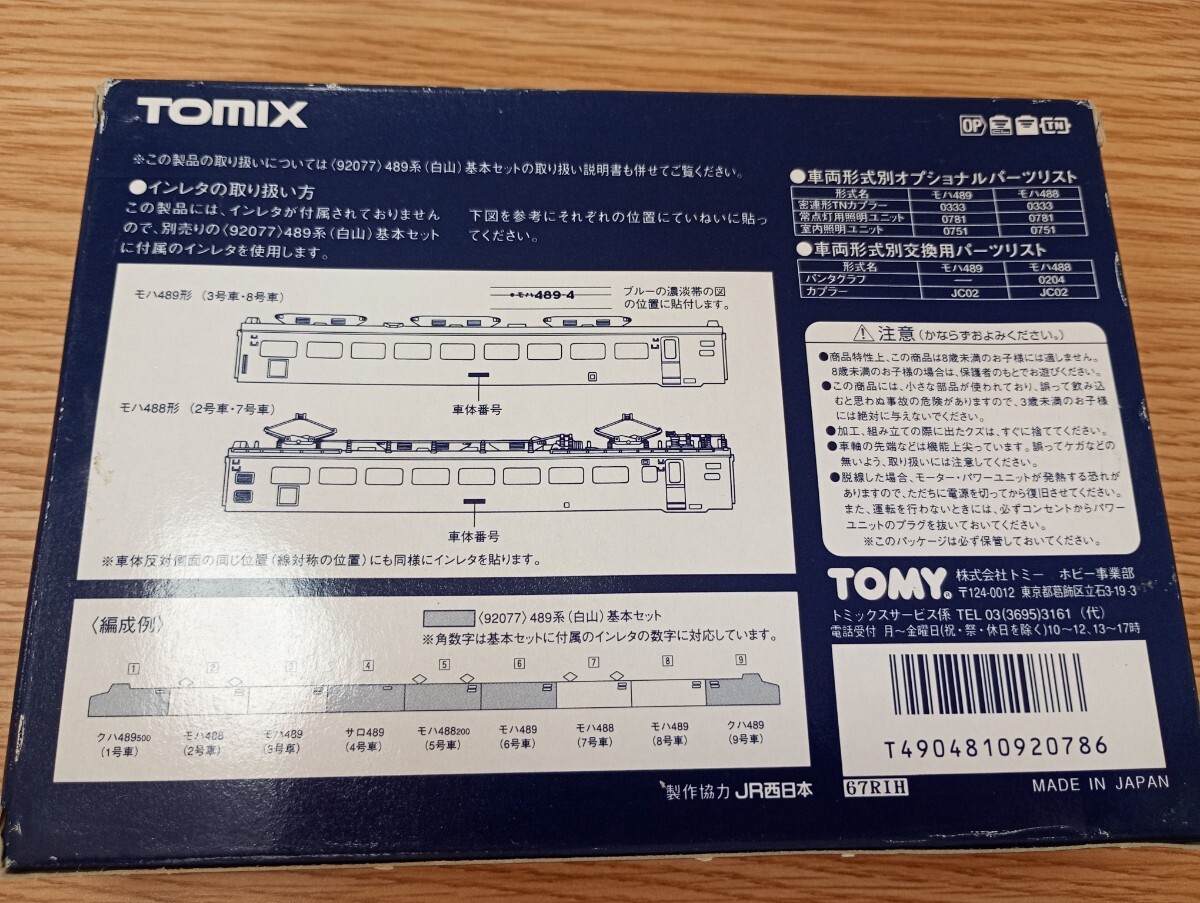 TOMIX
OP TN
※この製品の取り扱いについては〈92077〉489系(白山)基本セットの取り扱い説明書も併せてご覧ください。
●インレタの取り扱い方
この製品には、インレタが付属されておりません
ので、別売りの〈92077〉489系(白山)基本セット
に付属のインレタを使用します。
下図を参考にそれぞれの位置にていねいに貼っ
てください。
モハ489形 (3号車・8号車)
モハ489-4
ブルーの濃淡帯の図
の位置に貼付します。
車体番号
モハ488形 (2号車・7号車)
車体番号
※車体反対側面の同じ位置(線対称の位置)にも同様にインレタを貼ります。
〈編成例〉
〈92077〉489系(白山)基本セット
※角数字は基本セットに付属のインレタの数字に対応しています。
1 2 3 4 5 6 7 8 9
クハ489500 モハ488 モハ489 サロ489 モハ488200 モハ489 モハ488 モハ489 クハ489
(1号車) (2号車) (3号車) (4号車) (5号車) (6号車) (7号車) (8号車) (9号車)
製作協力 JR西日本
●車両形式別オプショナルパーツリスト
形式名 モハ489 モハ488
密連形TNカプラー 0333 0333
常点灯用照明ユニット 0781 0781
室内照明ユニット 0751 0751
●車両形式別交換用パーツリスト
形式名 モハ489 モハ488
パンタグラフ — 0204
カプラー JC02 JC02
⚠注意(かならずおよみください。)
●商品特性上、この商品は8歳未満のお子様には適しません。
8歳未満のお子様の場合は、保護者のもとでお遊びください。
●この商品には、小さな部品が使われており、誤って飲み込
むと思わぬ事故の危険がありますので、3歳未満のお子様
には絶対に与えないでください。
●加工、組み立ての際に出たクズは、すぐに捨ててください。
●車軸の先端などは機能上尖っています。誤ってケガなどの
無いよう、取り扱いには注意してください。
●脱線した場合、モーター・パワーユニットが発熱する恐れが
ありますので、ただちに電源を切ってから復旧させてください。
また、運転を行わないときには、必ずコンセントからパワー
ユニットのプラグを抜いておいてください。
※このパッケージは必ず保管しておいてください。
TOMY® 株式会社トミー ホビー事業部
〒124-0012 東京都葛飾区立石3-19-3
トミックスサービス係 TEL 03(3695)3161 (代)
電話受付 月〜金曜日(祝・祭・休日を除く)10〜12、13〜17時
T4904810920786
67RIH
MADE IN JAPAN